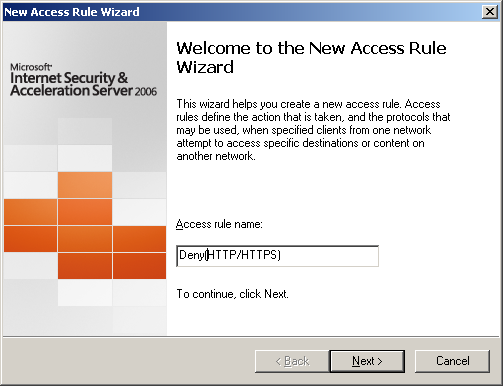 New Access Rule Wizard
Microsoft®
Internet Security &
Acceleration Server 2006
Welcome to the New Access Rule
Wizard
This wizard helps you create a new access rule. Access
rules define the action that is taken, and the protocols that
may be used, when specified clients from one network
attempt to access specific destinations or content on
another network.
Access rule name:
Deny(HTTP/HTTPS)
To continue, click Next.
< Back
Next >
Cancel